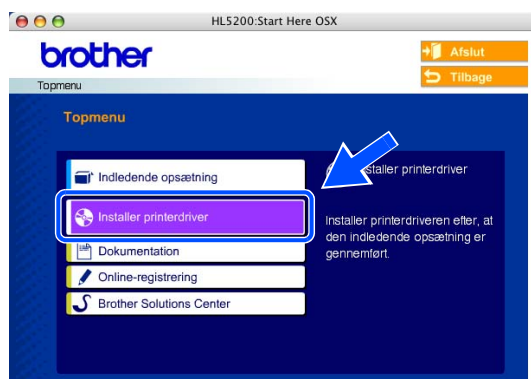 HL5200:Start Here OSX
brother
Afslut
Tilbage
Topmenu
Topmenu
Indledende opsætning
Installer printerdriver
Dokumentation
Online-registrering
Brother Solutions Center
staller printerdriver
Installer printerdriveren efter, at
den indledende opsætning er
gennemført.